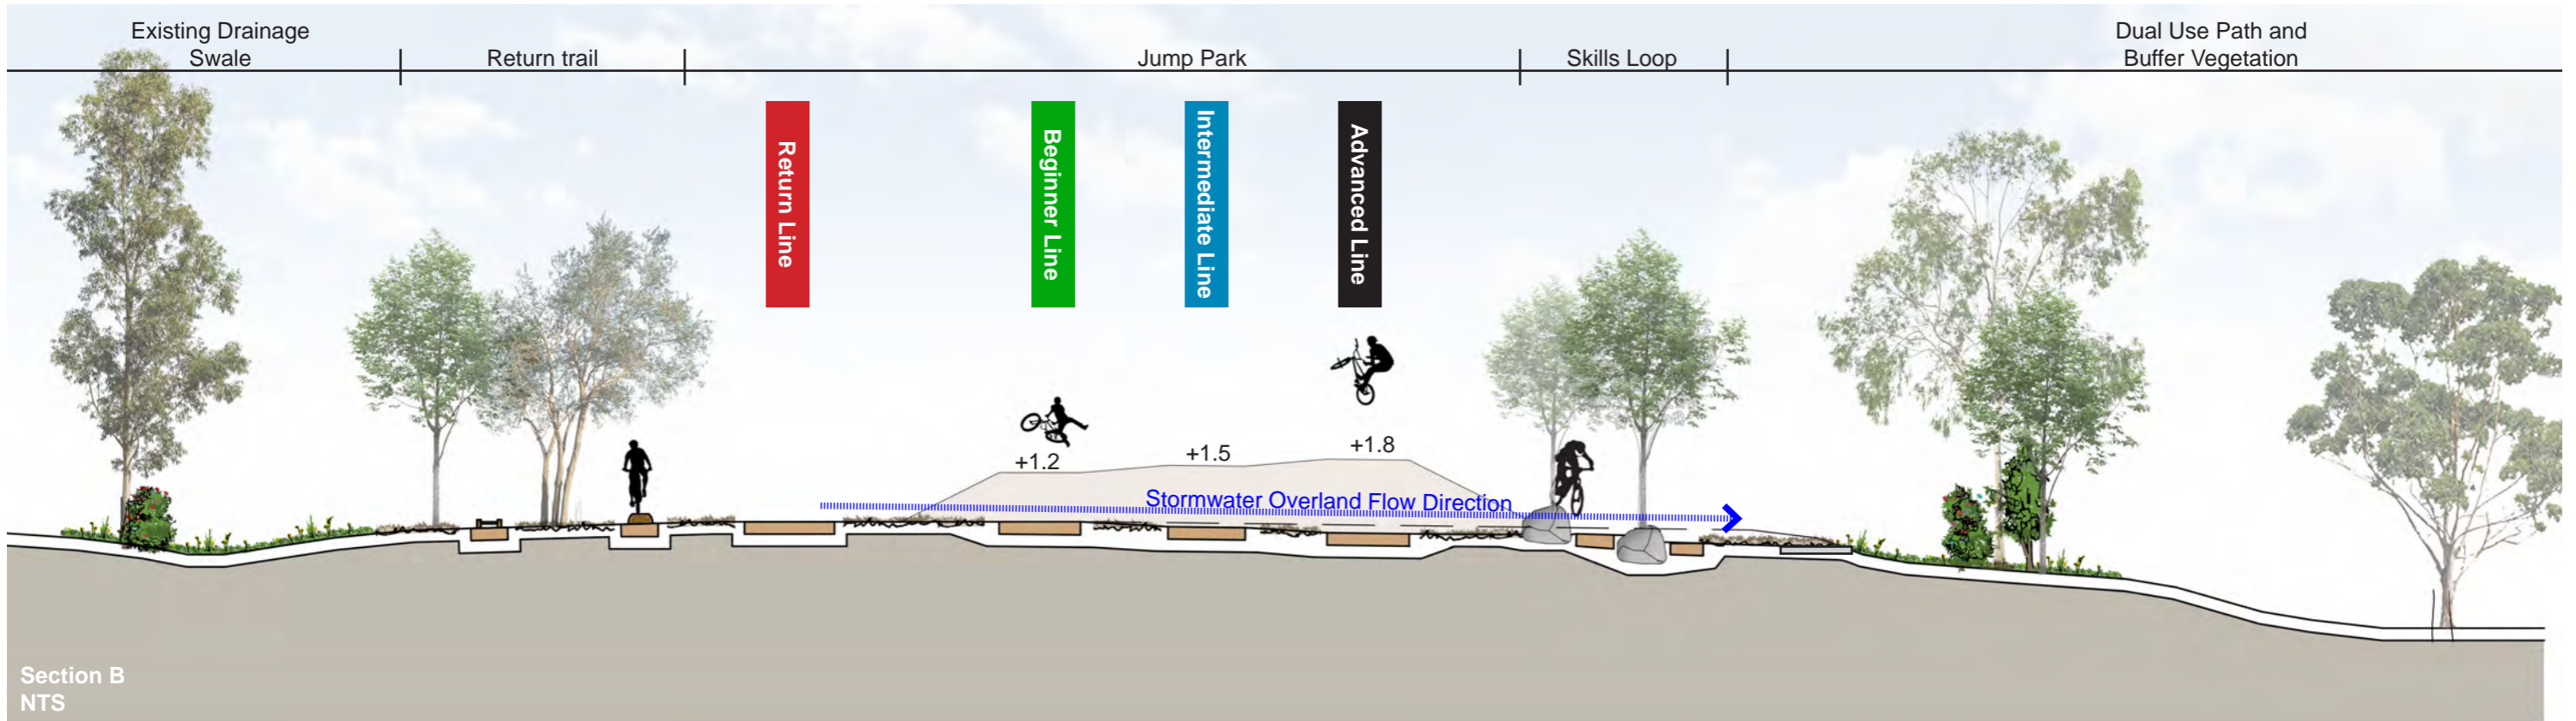 Existing Drainage
Swale
Return trail
Jump Park
Skills Loop
Dual Use Path and
Buffer Vegetation
Return Line
Beginner Line
Intermediate Line
Advanced Line
+1.2
+1.5
+1.8
Stormwater Overland Flow Direction
Section B
NTS